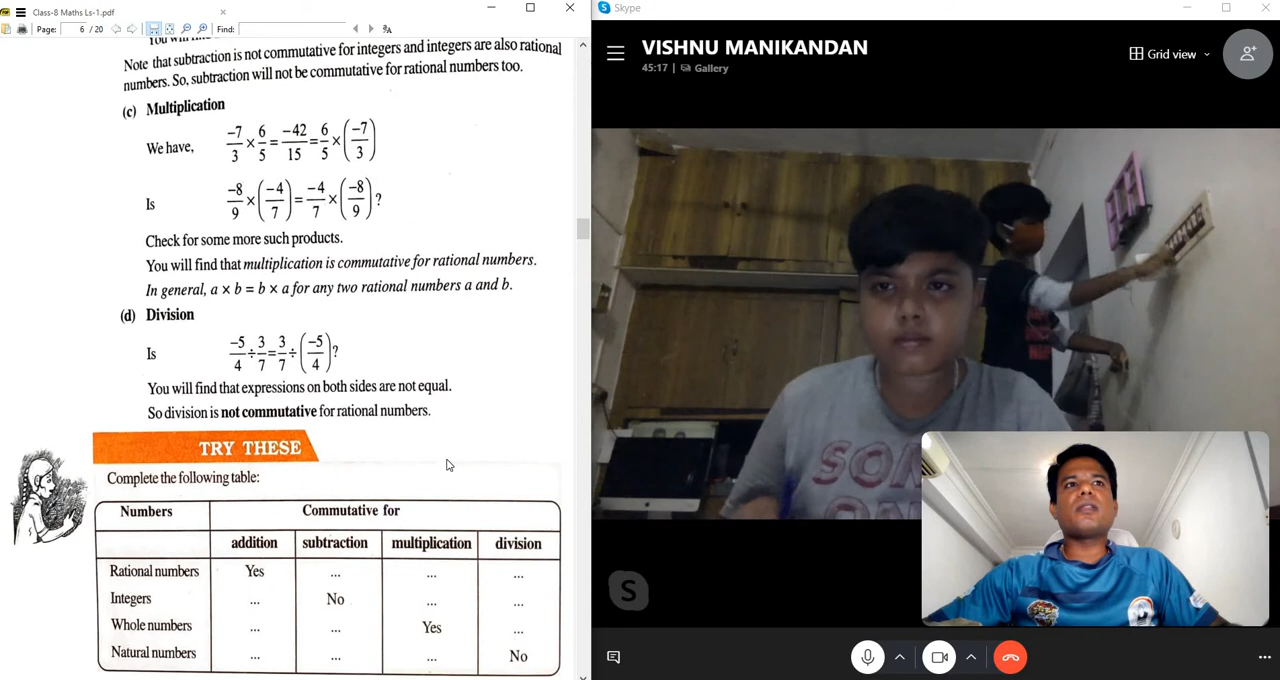 Class-8 Maths Ls-1.pdf
Page: 6 / 20 Find:
Note that subtraction is not commutative for integers and integers are also rational
numbers. So, subtraction will not be commutative for rational numbers too.
(c) Multiplication
We have, -7/3 × 6/5 = -42/15 = 6/5 × (-7/3)
Is -8/9 × (-4/7) = -4/7 × (-8/9) ?
Check for some more such products.
You will find that multiplication is commutative for rational numbers.
In general, a × b = b × a for any two rational numbers a and b.
(d) Division
Is -5/4 ÷ 3/7 = 3/7 ÷ (-5/4) ?
You will find that expressions on both sides are not equal.
So division is not commutative for rational numbers.
TRY THESE
Complete the following table:
Numbers Commutative for
addition subtraction multiplication division
Rational numbers Yes ... ... ...
Integers ... No ... ...
Whole numbers ... ... Yes ...
Natural numbers ... ... ... No
Skype
VISHNU MANIKANDAN
45:17 | Gallery
Grid view
S